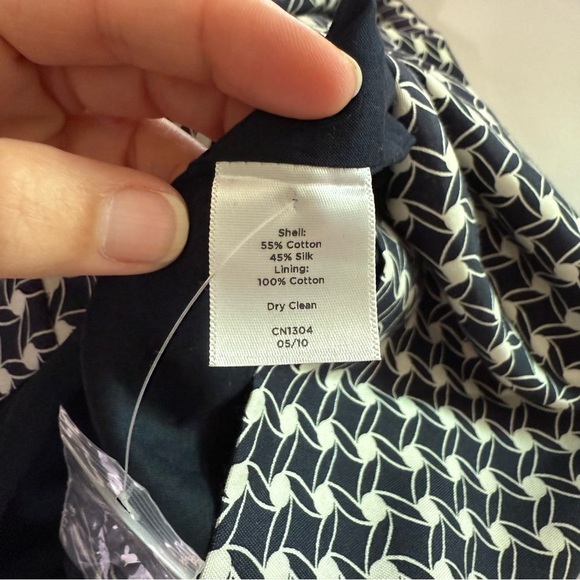 Shell:
55% Cotton
45% Silk
Lining:
100% Cotton
Dry Clean
CN1304
05/10